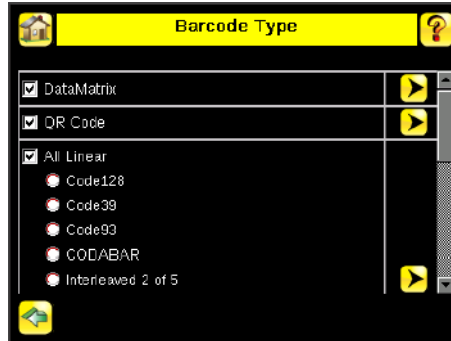 Barcode Type
?
DataMatrix
QR Code
All Linear
Code128
Code39
Code93
CODABAR
Interleaved 2 of 5